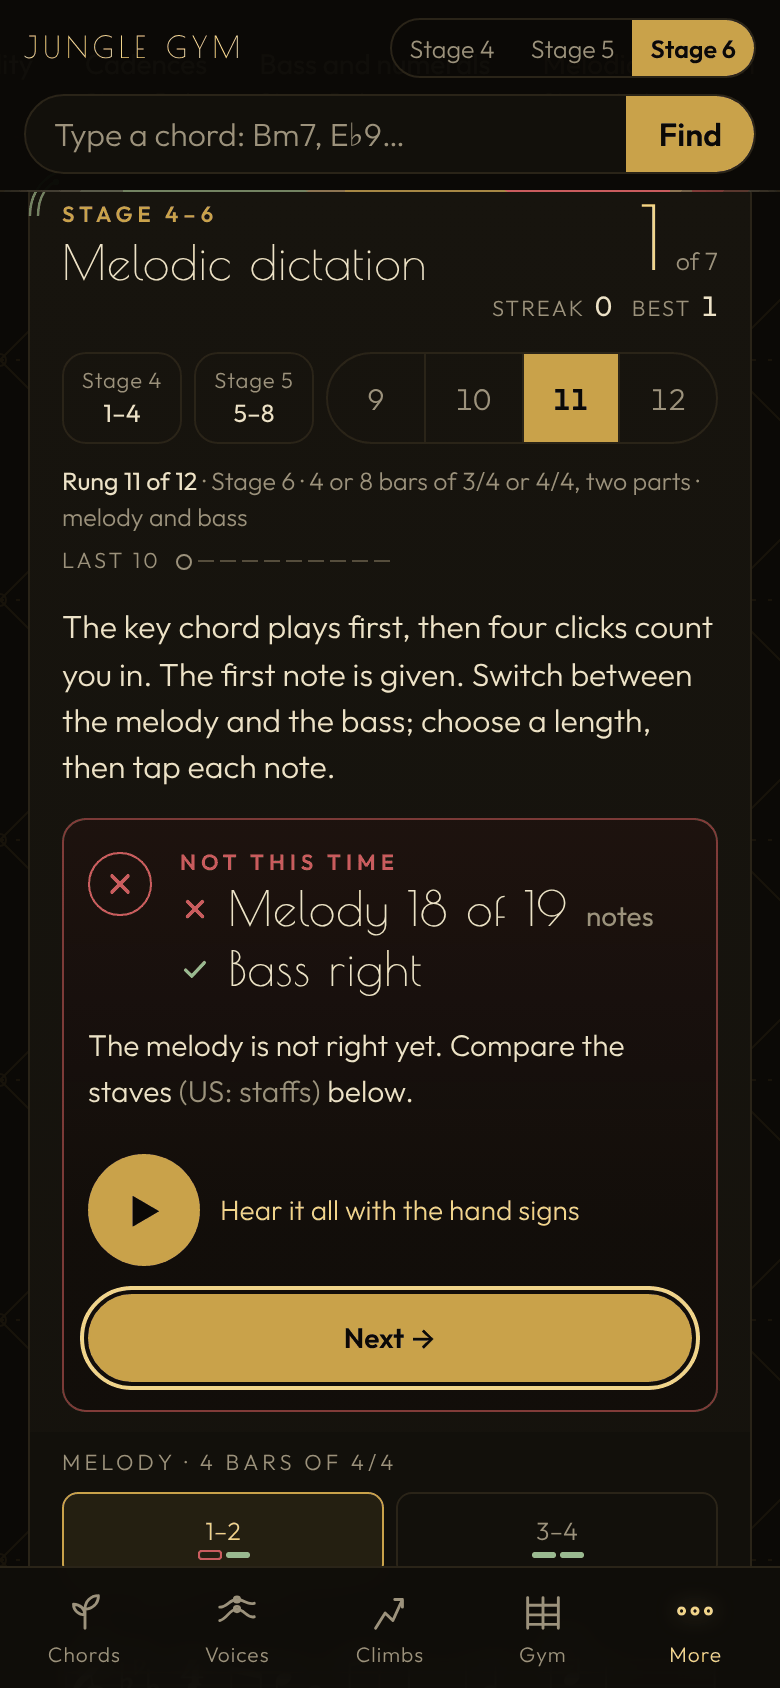 JUNGLE GYM
Stage 4 Stage 5 Stage 6
Cadences Bass and numerals
Type a chord: Bm7, E♭9... Find
STAGE 4–6
Melodic dictation
1 of 7
STREAK 0 BEST 1
Stage 4 1–4
Stage 5 5–8
9 10 11 12
Rung 11 of 12 · Stage 6 · 4 or 8 bars of 3/4 or 4/4, two parts ·
melody and bass
LAST 10
The key chord plays first, then four clicks count
you in. The first note is given. Switch between
the melody and the bass; choose a length,
then tap each note.
NOT THIS TIME
✕ Melody 18 of 19 notes
✓ Bass right
The melody is not right yet. Compare the
staves (US: staffs) below.
Hear it all with the hand signs
Next →
MELODY · 4 BARS OF 4/4
1–2 3–4
Chords Voices Climbs Gym More